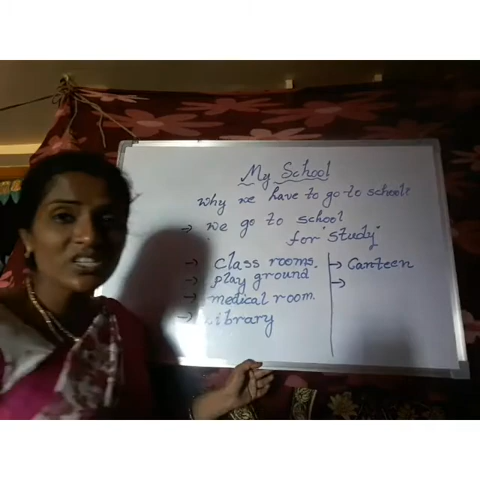 My School
why we have to go to school?
→ we go to school
for "study"
→ class rooms.
→ play ground
→ medical room.
→ Library
→ Canteen
→